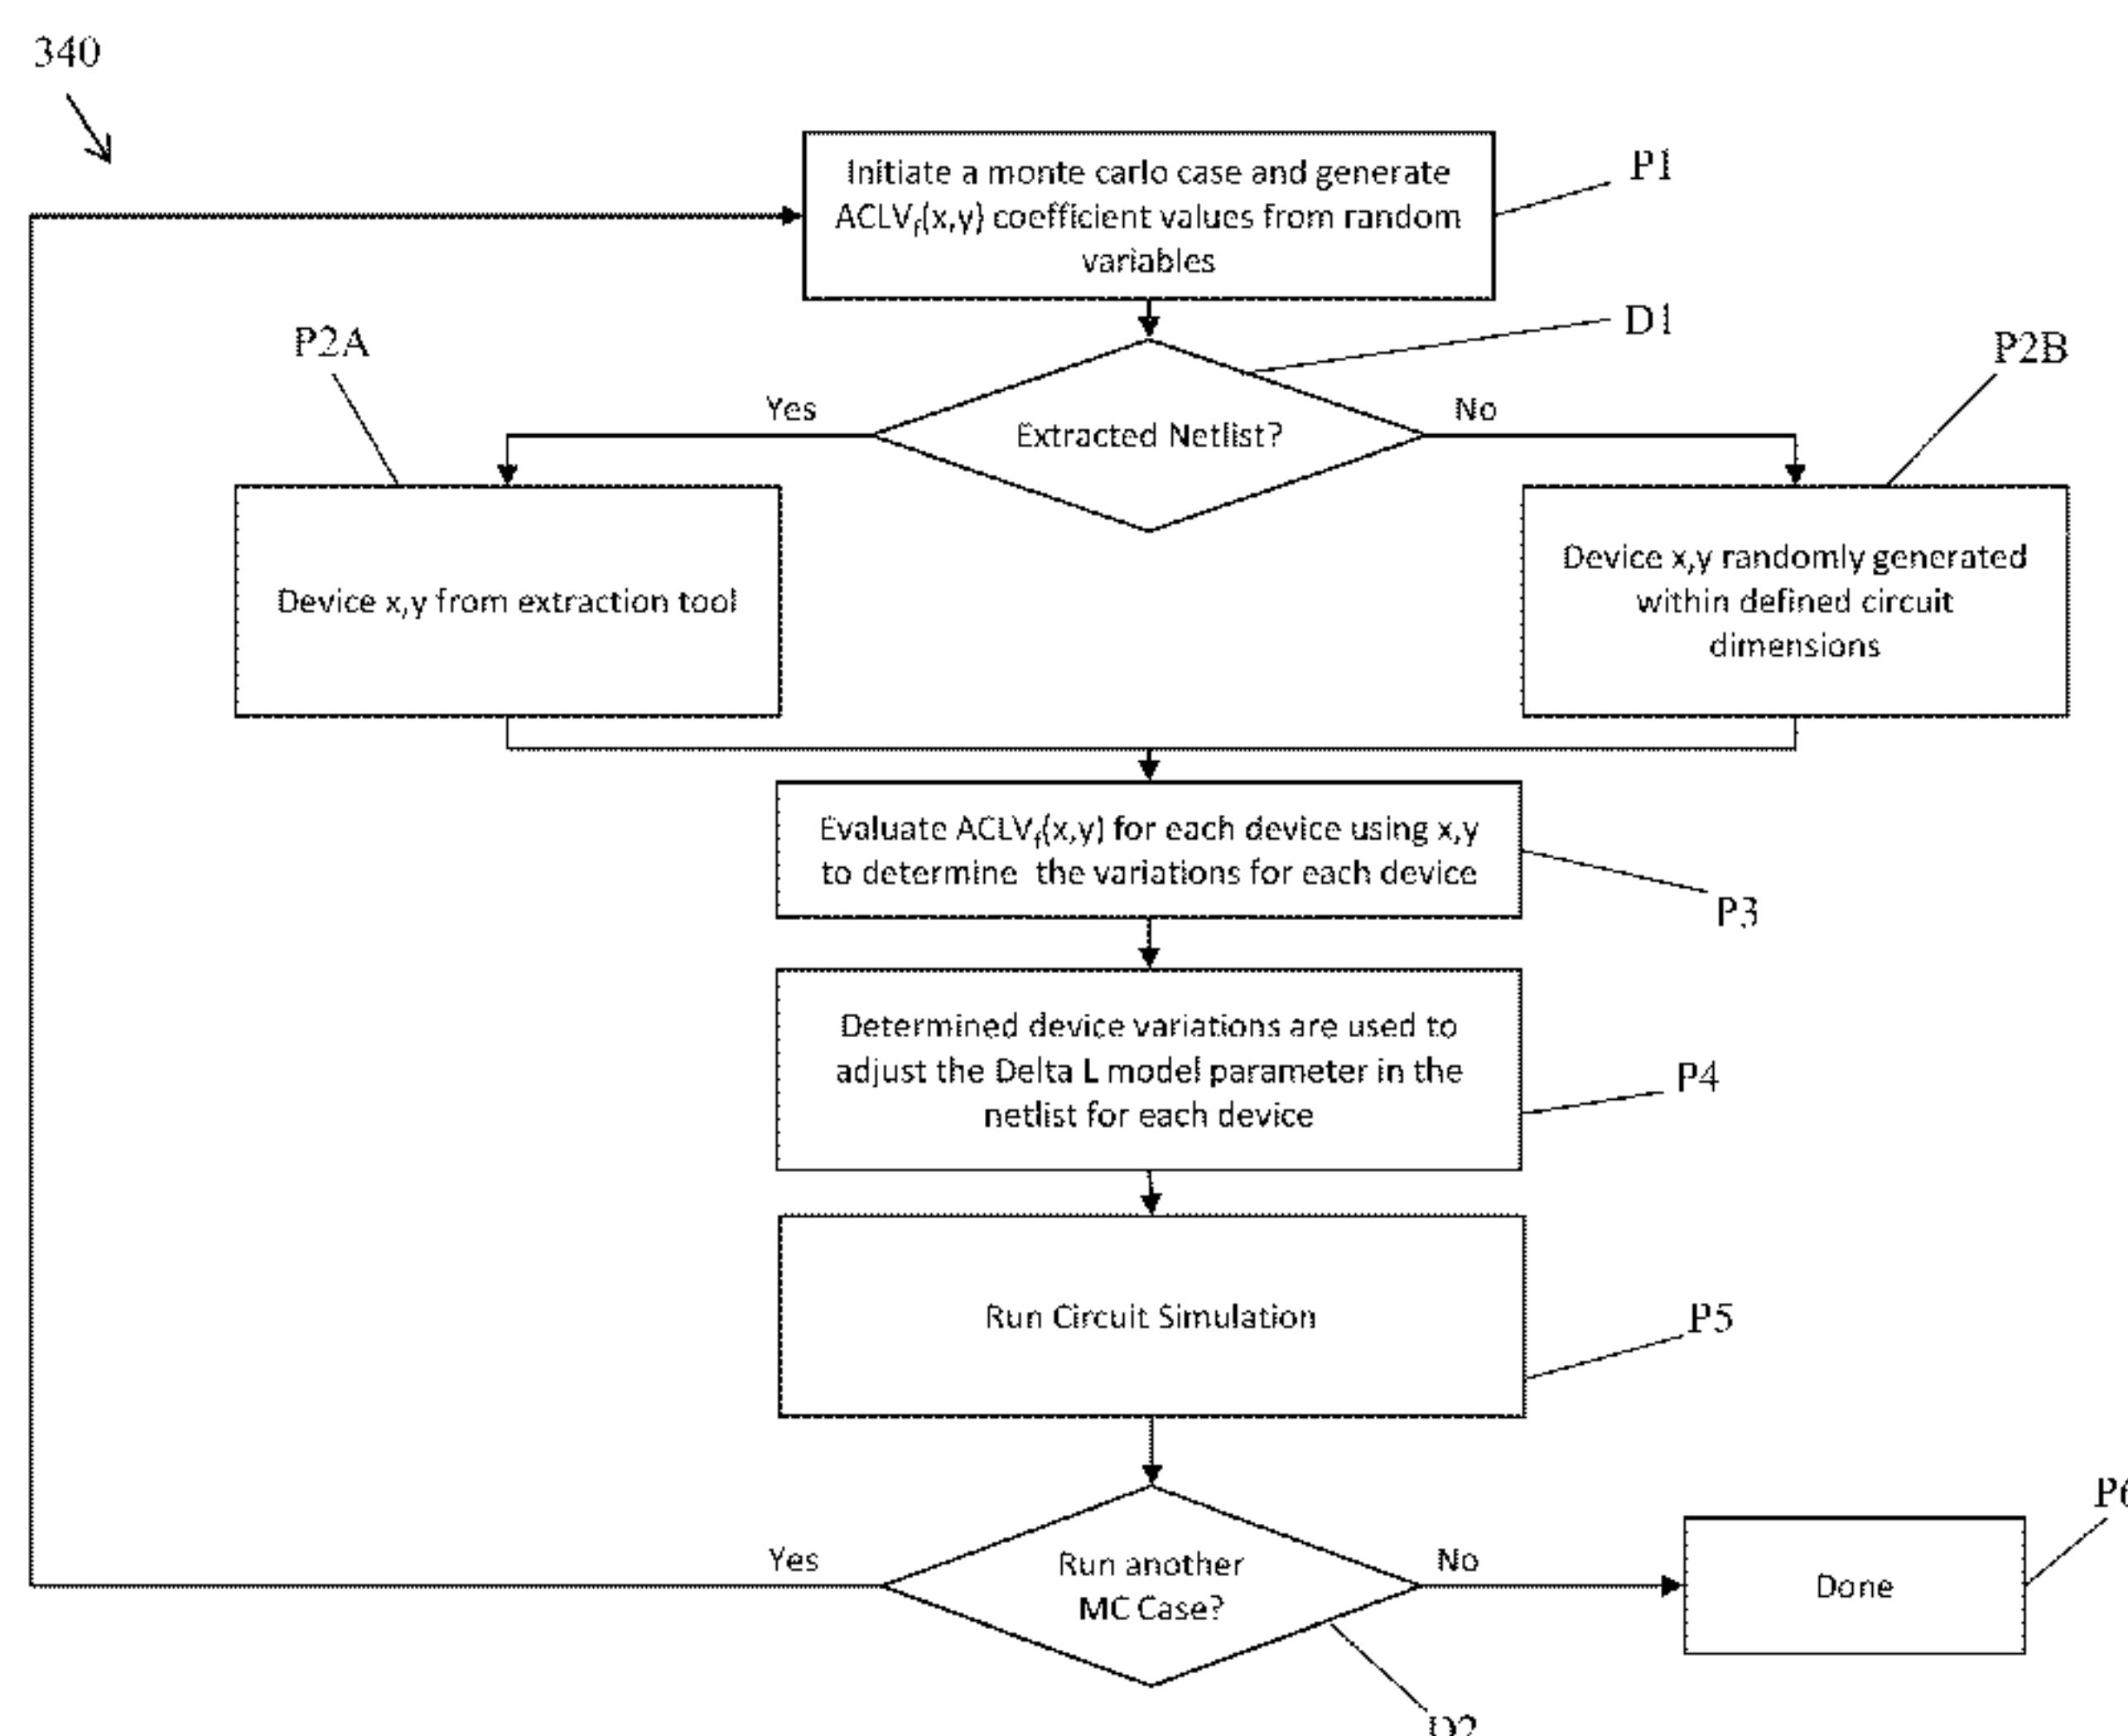 340
Initiate a monte carlo case and generate
ACLVf(x,y) coefficient values from random
variables
P1
D1
P2A
P2B
Yes
Extracted Netlist?
No
Device x,y from extraction tool
Device x,y randomly generated
within defined circuit
dimensions
Evaluate ACLVf(x,y) for each device using x,y
to determine the variations for each device
P3
Determined device variations are used to
adjust the Delta L model parameter in the
netlist for each device
P4
Run Circuit Simulation
P5
P6
Yes
Run another
MC Case?
No
Done
D2